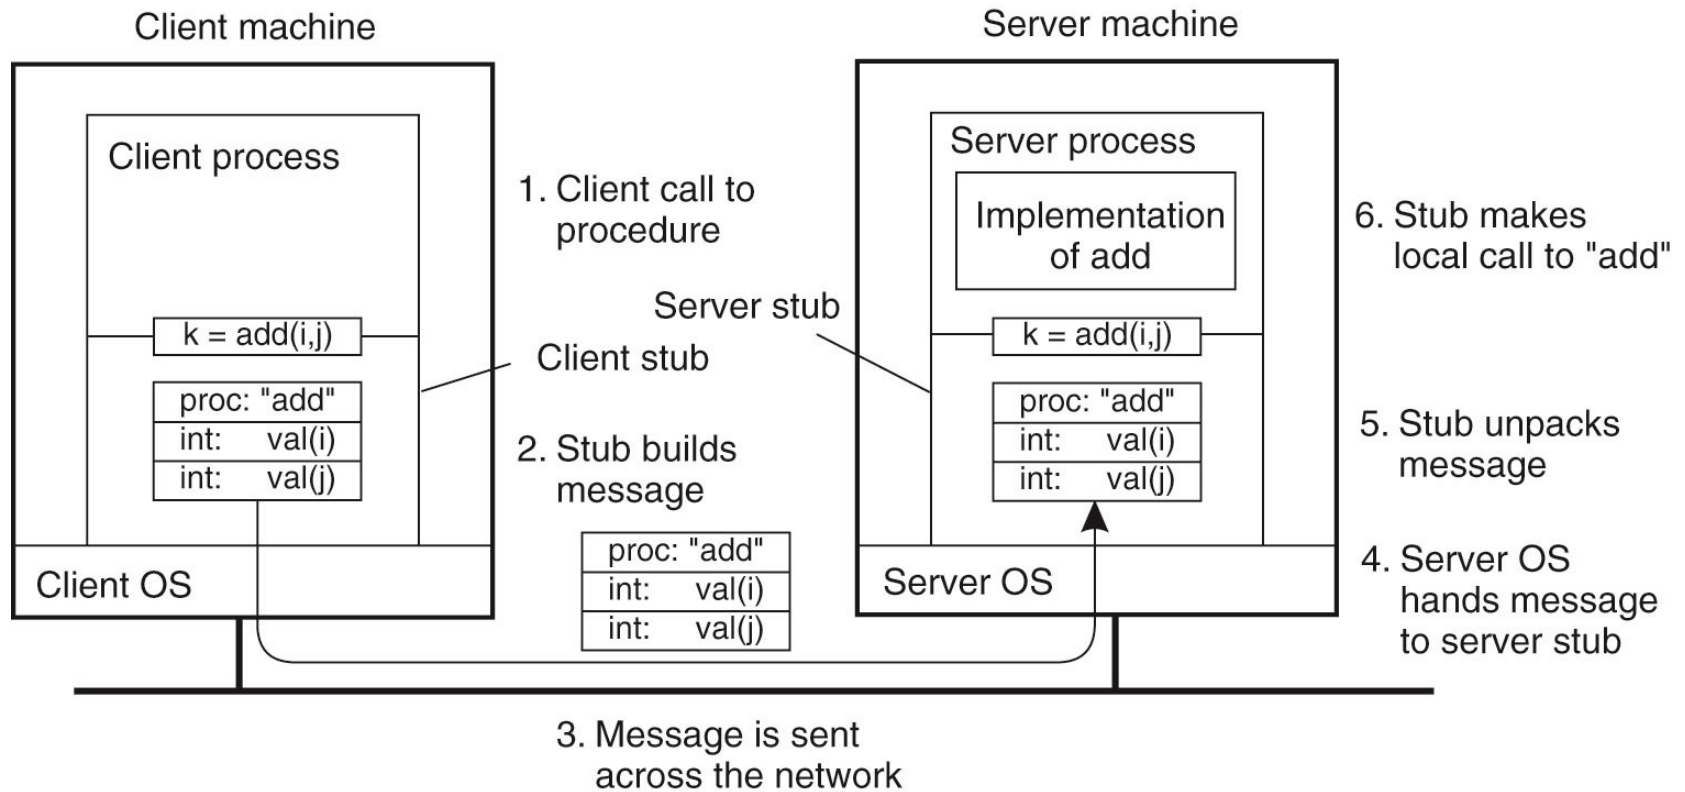 Client machine
Server machine
Client process
1. Client call to
procedure
Server process
Implementation
of add
6. Stub makes
local call to "add"
Server stub
k = add(i,j)
k = add(i,j)
Client stub
proc: "add"
int: val(i)
int: val(j)
2. Stub builds
message
proc: "add"
int: val(i)
int: val(j)
5. Stub unpacks
message
proc: "add"
int: val(i)
int: val(j)
Client OS
Server OS
4. Server OS
hands message
to server stub
3. Message is sent
across the network